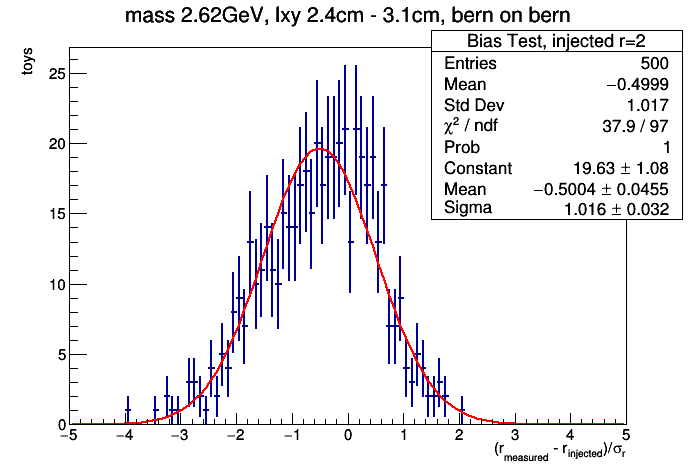 mass 2.62GeV, lxy 2.4cm - 3.1cm, bern on bern
toys
Bias Test, injected r=2
Entries 500
Mean −0.4999
Std Dev 1.017
χ² / ndf 37.9 / 97
Prob 1
Constant 19.63 ± 1.08
Mean −0.5004 ± 0.0455
Sigma 1.016 ± 0.032
25
20
15
10
5
0
−5 −4 −3 −2 −1 0 1 2 3 4 5
(r_measured - r_injected)/σ_r